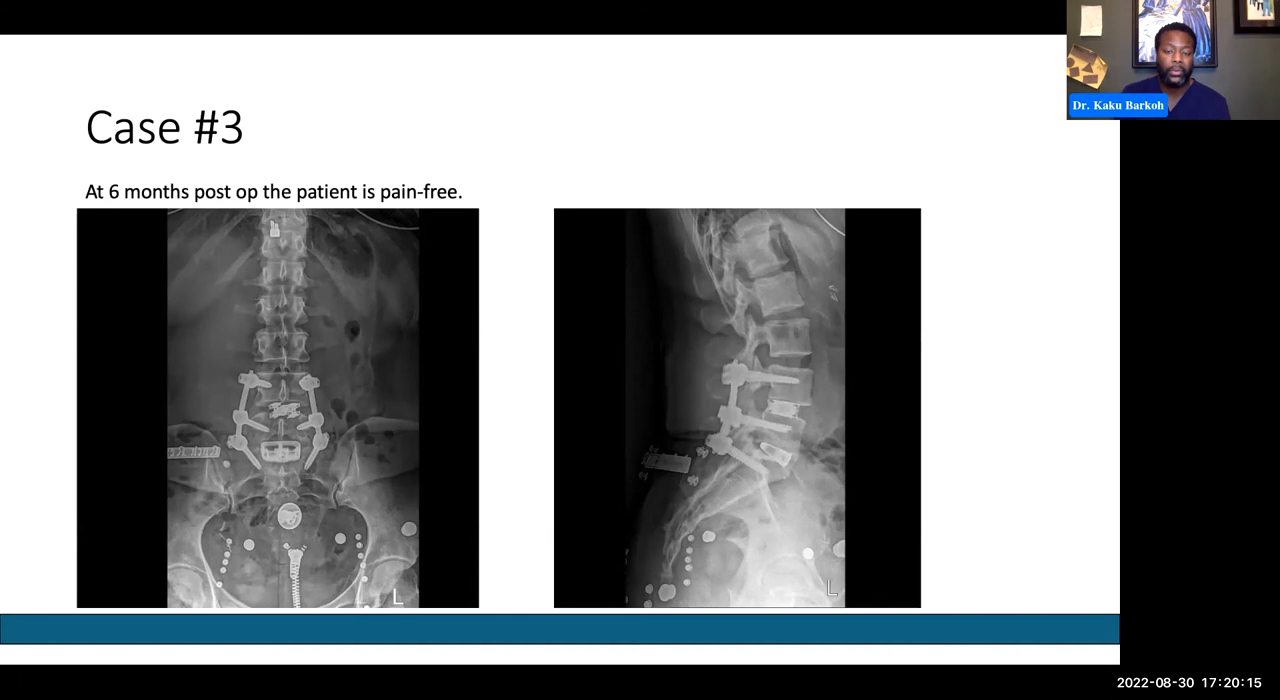 Dr. Kaku Barkoh
Case #3
At 6 months post op the patient is pain-free.
L
L
2022-08-30 17:20:15